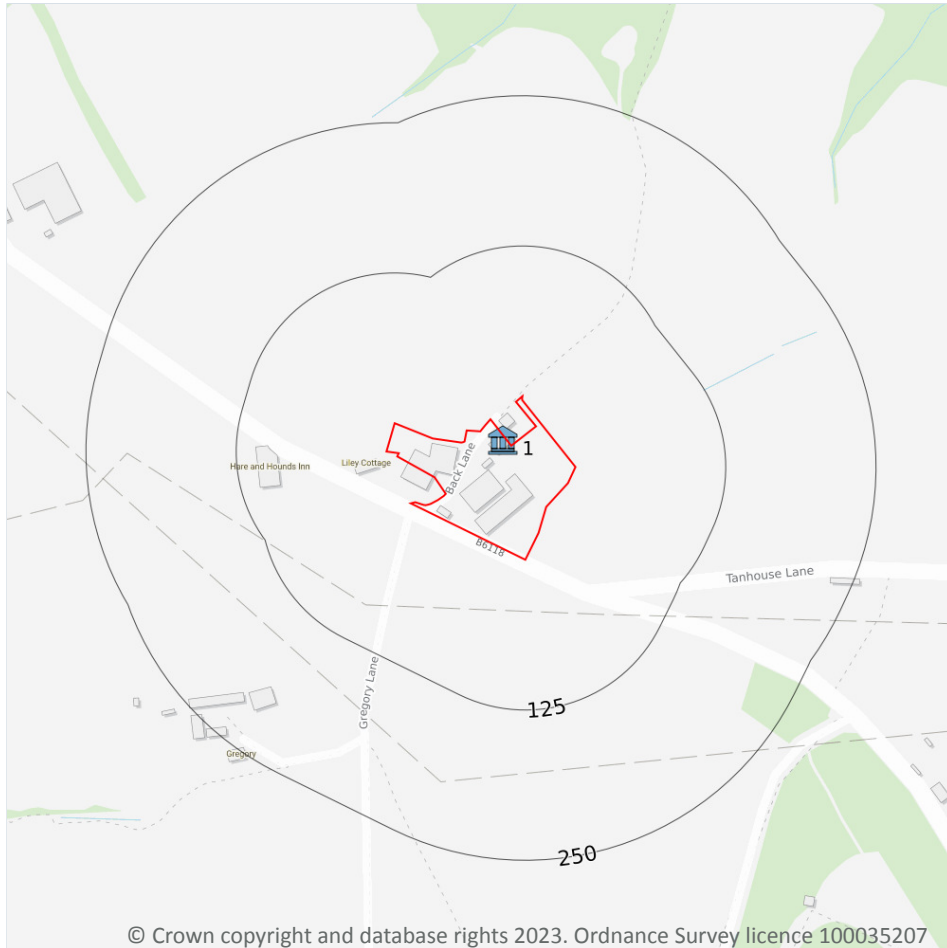 1
Back Lane
Hare and Hounds Inn
Liley Cottage
B6118
Tanhouse Lane
Gregory Lane
125
Gregory
250
© Crown copyright and database rights 2023. Ordnance Survey licence 100035207